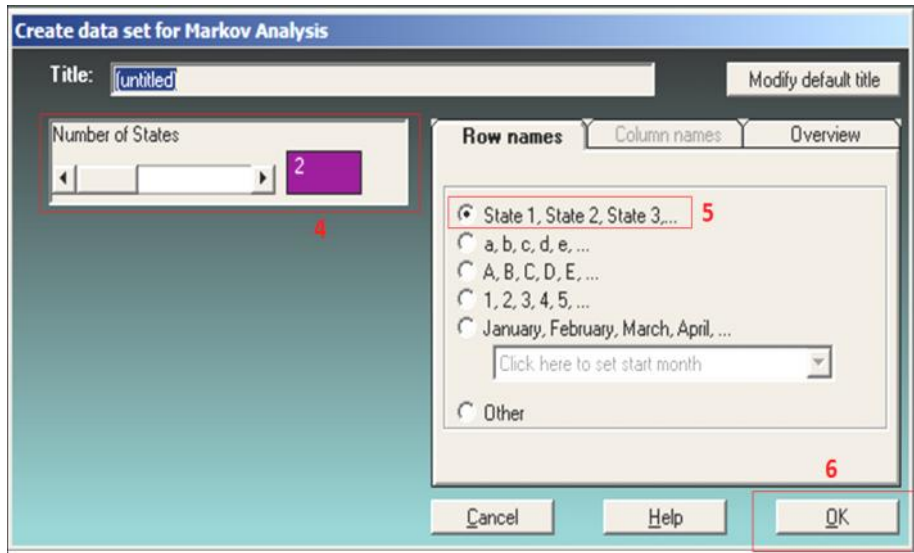 Create data set for Markov Analysis
Title: (untitled) Modify default title
Number of States
2
4
Row names Column names Overview
State 1, State 2, State 3,... 5
a, b, c, d, e, ...
A, B, C, D, E, ...
1, 2, 3, 4, 5, ...
January, February, March, April, ...
Click here to set start month
Other
6
Cancel Help OK